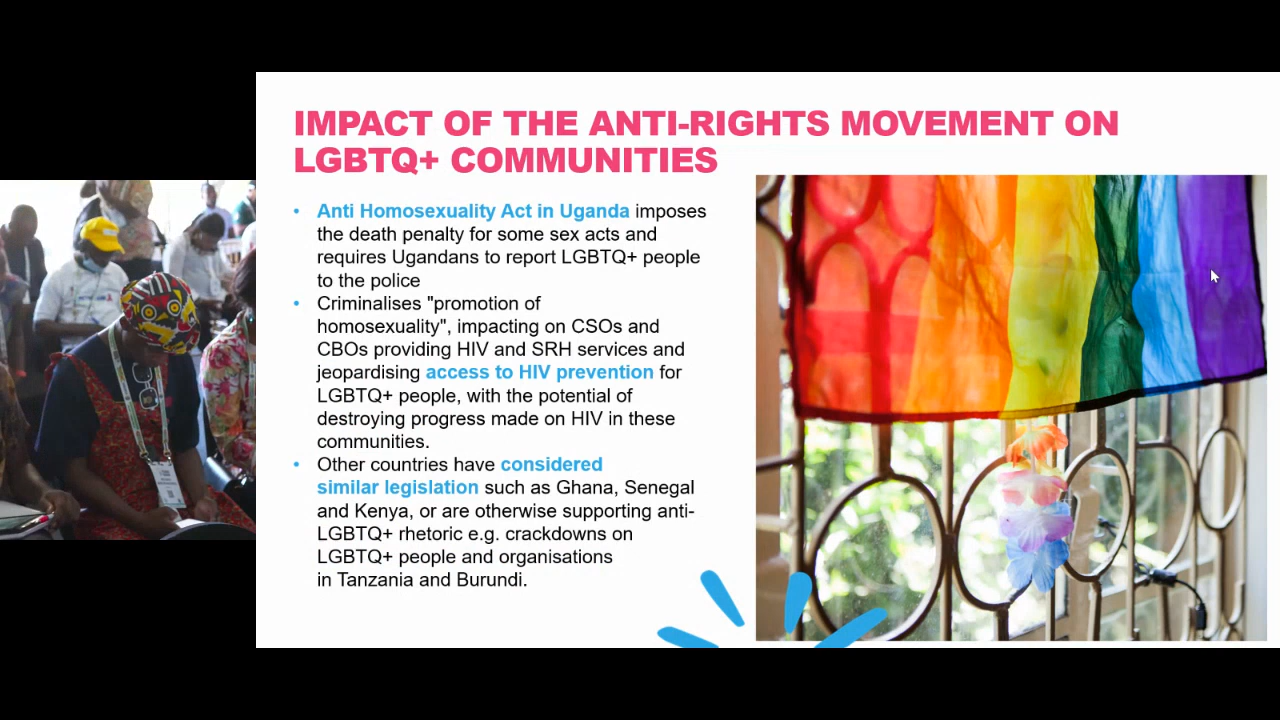 IMPACT OF THE ANTI-RIGHTS MOVEMENT ON
LGBTQ+ COMMUNITIES
• Anti Homosexuality Act in Uganda imposes
the death penalty for some sex acts and
requires Ugandans to report LGBTQ+ people
to the police
• Criminalises "promotion of
homosexuality", impacting on CSOs and
CBOs providing HIV and SRH services and
jeopardising access to HIV prevention for
LGBTQ+ people, with the potential of
destroying progress made on HIV in these
communities.
• Other countries have considered
similar legislation such as Ghana, Senegal
and Kenya, or are otherwise supporting anti-
LGBTQ+ rhetoric e.g. crackdowns on
LGBTQ+ people and organisations
in Tanzania and Burundi.